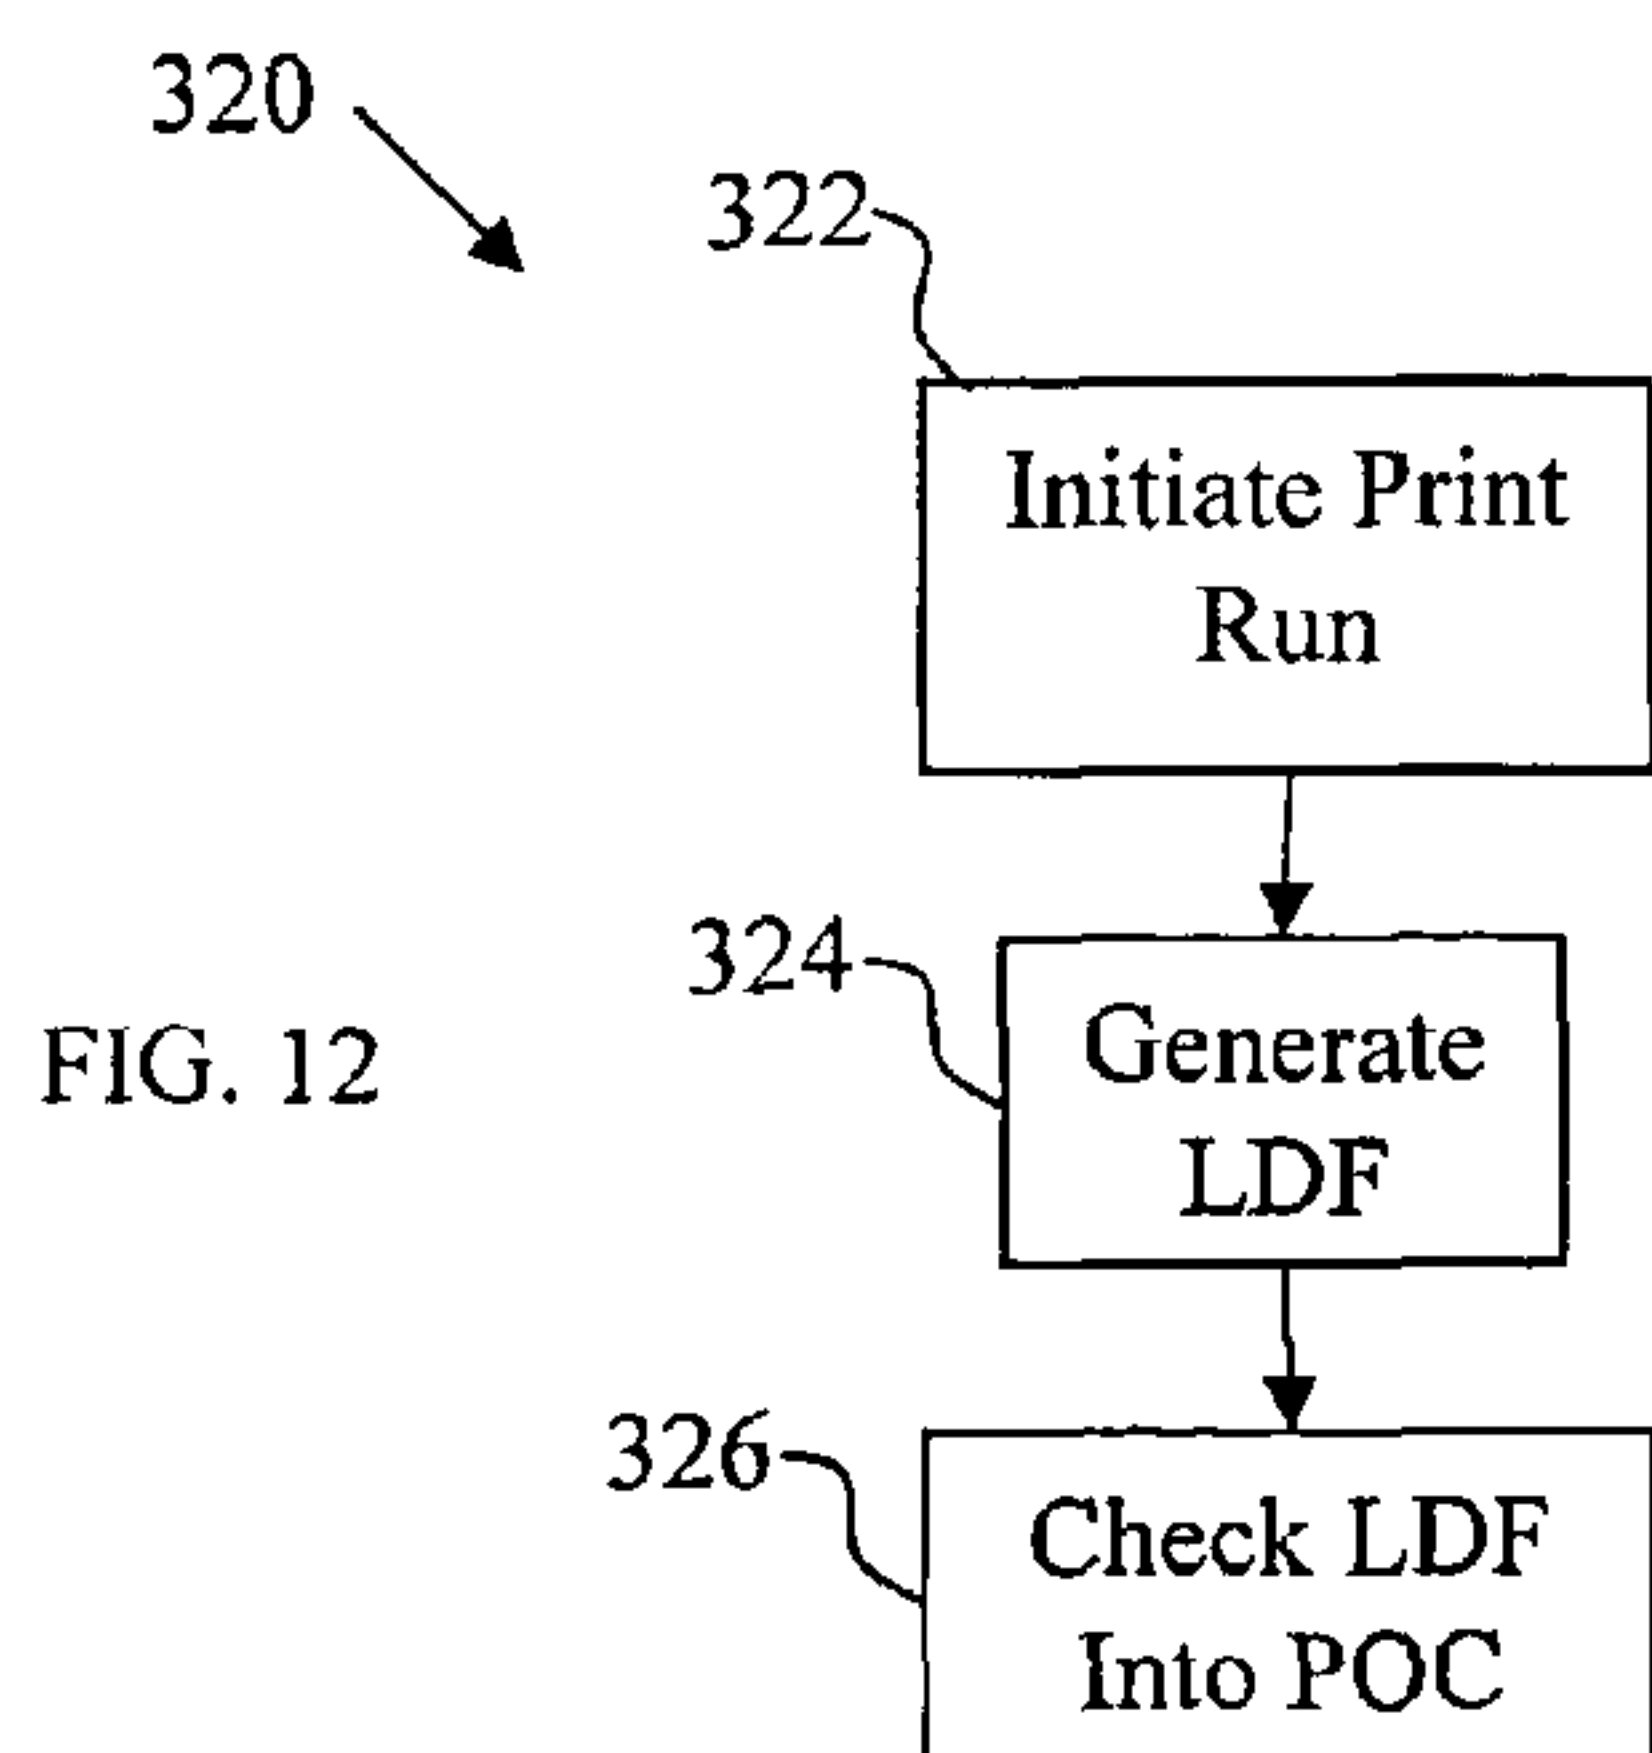 320
322
Initiate Print
Run
324
Generate
LDF
FIG. 12
326
Check LDF
Into POC